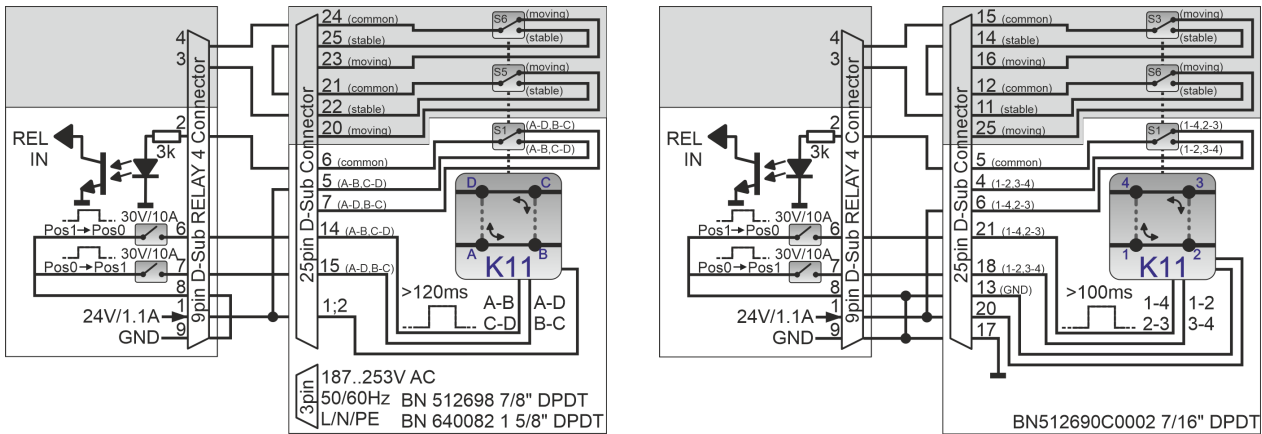 24 (common)
25 (stable)
23 (moving)
21 (common)
22 (stable)
20 (moving)
6 (common)
5 (A-B,C-D)
7 (A-D,B-C)
14 (A-B,C-D)
15 (A-D,B-C)
1;2
S6
(moving)
(stable)
S5
(moving)
(stable)
S1
(A-D,B-C)
(A-B,C-D)
4
3
2
3k
REL
IN
30V/10A
Pos1→Pos0
6
30V/10A
Pos0→Pos1
7
8
24V/1.1A
1
GND
9
9pin D-Sub RELAY 4 Connector
25pin D-Sub Connector
D C
A B
K11
>120ms
A-B A-D
C-D B-C
3pin
187..253V AC
50/60Hz BN 512698 7/8" DPDT
L/N/PE BN 640082 1 5/8" DPDT
15 (common)
14 (stable)
16 (moving)
12 (common)
11 (stable)
25 (moving)
5 (common)
4 (1-2,3-4)
6 (1-4,2-3)
21 (1-4,2-3)
18 (1-2,3-4)
13 (GND)
20
17
S3
(moving)
(stable)
S6
(moving)
(stable)
S1
(1-4,2-3)
(1-2,3-4)
4
3
2
3k
REL
IN
30V/10A
Pos1→Pos0
6
30V/10A
Pos0→Pos1
7
8
24V/1.1A
1
GND
9
9pin D-Sub RELAY 4 Connector
25pin D-Sub Connector
4 3
1 2
K11
>100ms
1-4 1-2
2-3 3-4
BN512690C0002 7/16" DPDT